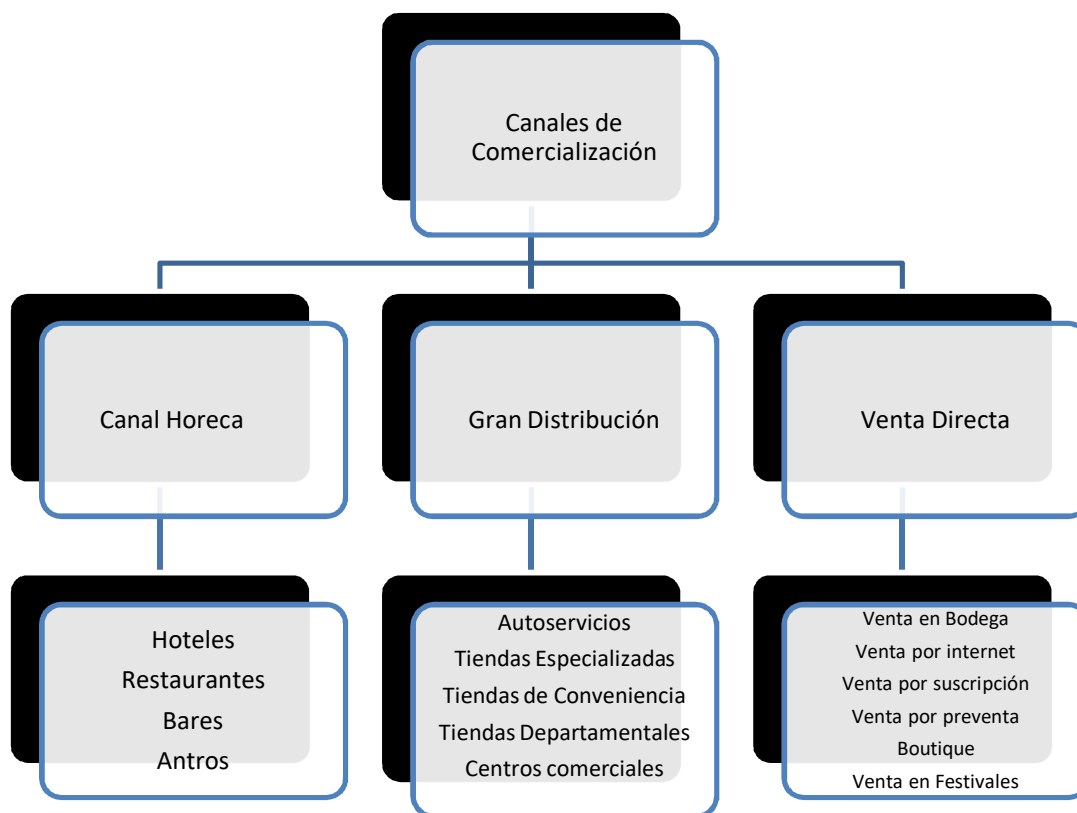 Canales de
Comercialización
Canal Horeca
Gran Distribución
Venta Directa
Hoteles
Restaurantes
Bares
Antros
Autoservicios
Tiendas Especializadas
Tiendas de Conveniencia
Tiendas Departamentales
Centros comerciales
Venta en Bodega
Venta por internet
Venta por suscripción
Venta por preventa
Boutique
Venta en Festivales